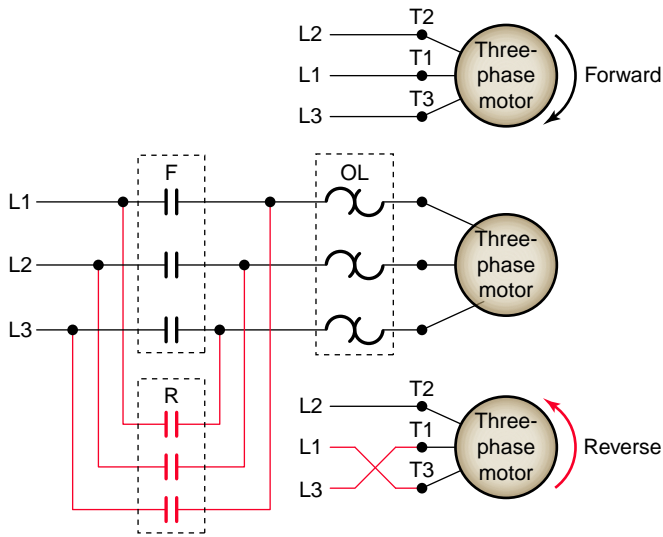 L2
T2
L1
T1
L3
T3
Three-
phase
motor
Forward
F
OL
L1
L2
L3
Three-
phase
motor
R
L2
T2
L1
T1
L3
T3
Three-
phase
motor
Reverse